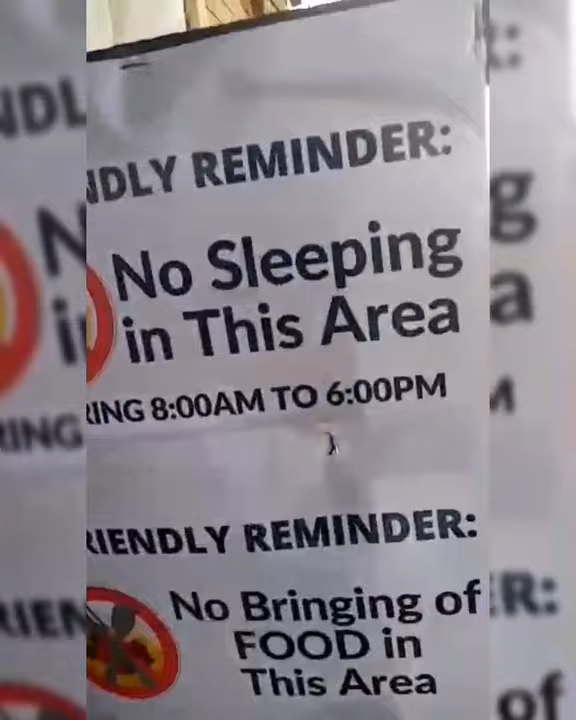 NDLY REMINDER:
No Sleeping
in This Area
RING 8:00AM TO 6:00PM
RIENDLY REMINDER:
No Bringing of
FOOD in
This Area